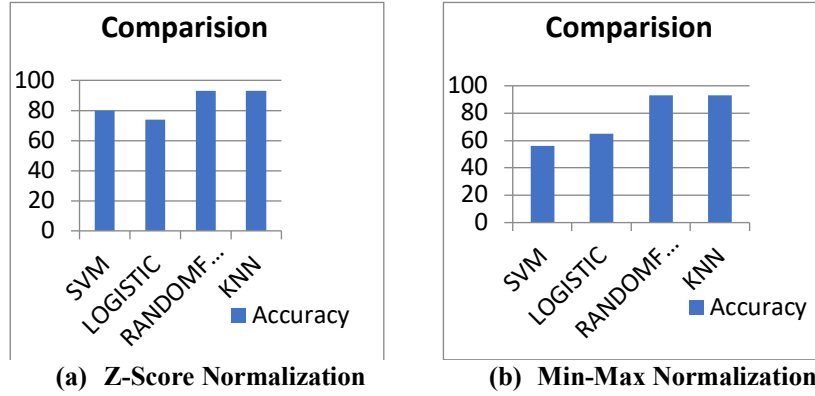 Comparision
100
80
60
40
20
0
SVM
LOGISTIC
RANDOMF...
KNN
Accuracy
(a) Z-Score Normalization
Comparision
100
80
60
40
20
0
SVM
LOGISTIC
RANDOMF...
KNN
Accuracy
(b) Min-Max Normalization